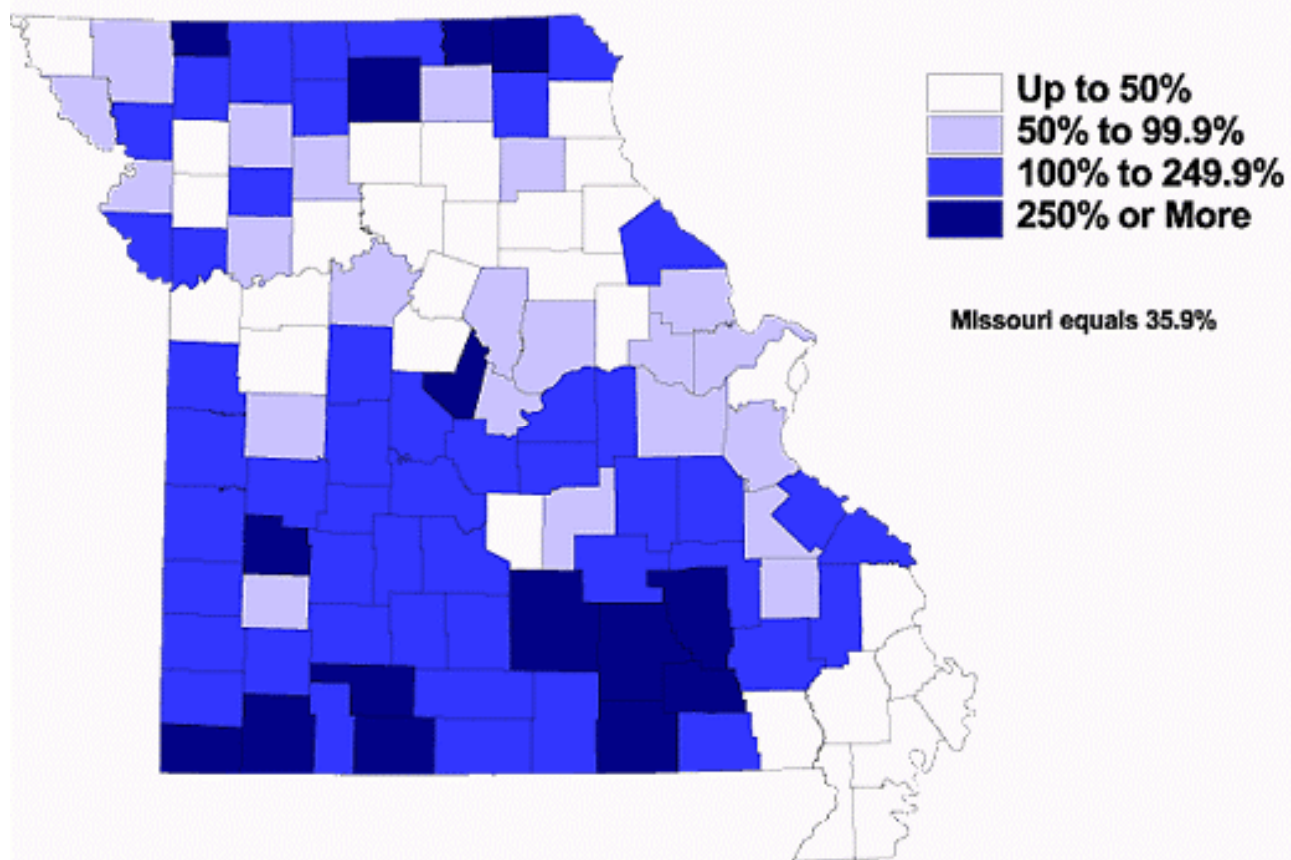 Up to 50%
50% to 99.9%
100% to 249.9%
250% or More
Missouri equals 35.9%